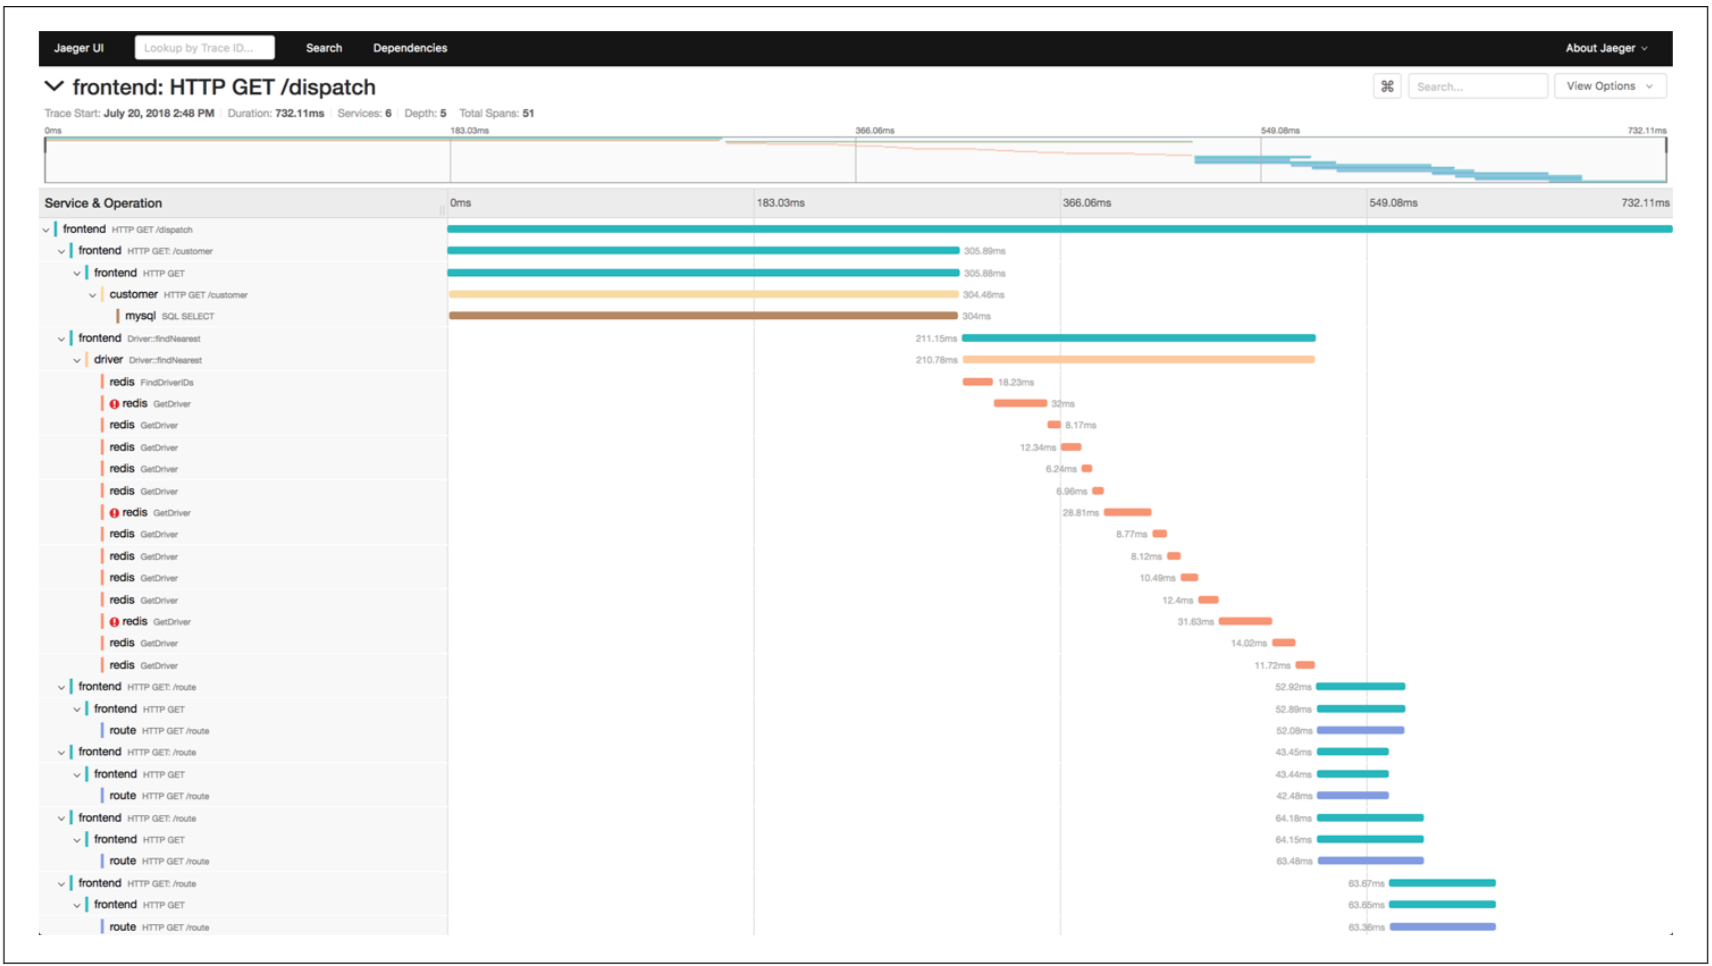 Jaeger UI Lookup by Trace ID... Search Dependencies About Jaeger
frontend: HTTP GET /dispatch ⌘ Search... View Options
Trace Start: July 20, 2018 2:48 PM Duration: 732.11ms Services: 6 Depth: 5 Total Spans: 51
0ms 183.03ms 366.06ms 549.08ms 732.11ms
Service & Operation 0ms 183.03ms 366.06ms 549.08ms 732.11ms
frontend HTTP GET /dispatch
frontend HTTP GET: /customer 305.89ms
frontend HTTP GET 305.88ms
customer HTTP GET /customer 304.46ms
mysql SQL SELECT 304ms
frontend Driver::findNearest 211.15ms
driver Driver::findNearest 210.78ms
redis FindDriverIDs 18.23ms
redis GetDriver 32ms
redis GetDriver 8.17ms
redis GetDriver 12.34ms
redis GetDriver 6.24ms
redis GetDriver 6.96ms
redis GetDriver 28.81ms
redis GetDriver 8.77ms
redis GetDriver 8.12ms
redis GetDriver 10.49ms
redis GetDriver 12.4ms
redis GetDriver 31.63ms
redis GetDriver 14.02ms
redis GetDriver 11.72ms
frontend HTTP GET: /route 52.92ms
frontend HTTP GET 52.89ms
route HTTP GET /route 52.08ms
frontend HTTP GET: /route 43.45ms
frontend HTTP GET 43.44ms
route HTTP GET /route 42.48ms
frontend HTTP GET: /route 64.18ms
frontend HTTP GET 64.15ms
route HTTP GET /route 63.48ms
frontend HTTP GET: /route 63.67ms
frontend HTTP GET 63.65ms
route HTTP GET /route 63.36ms